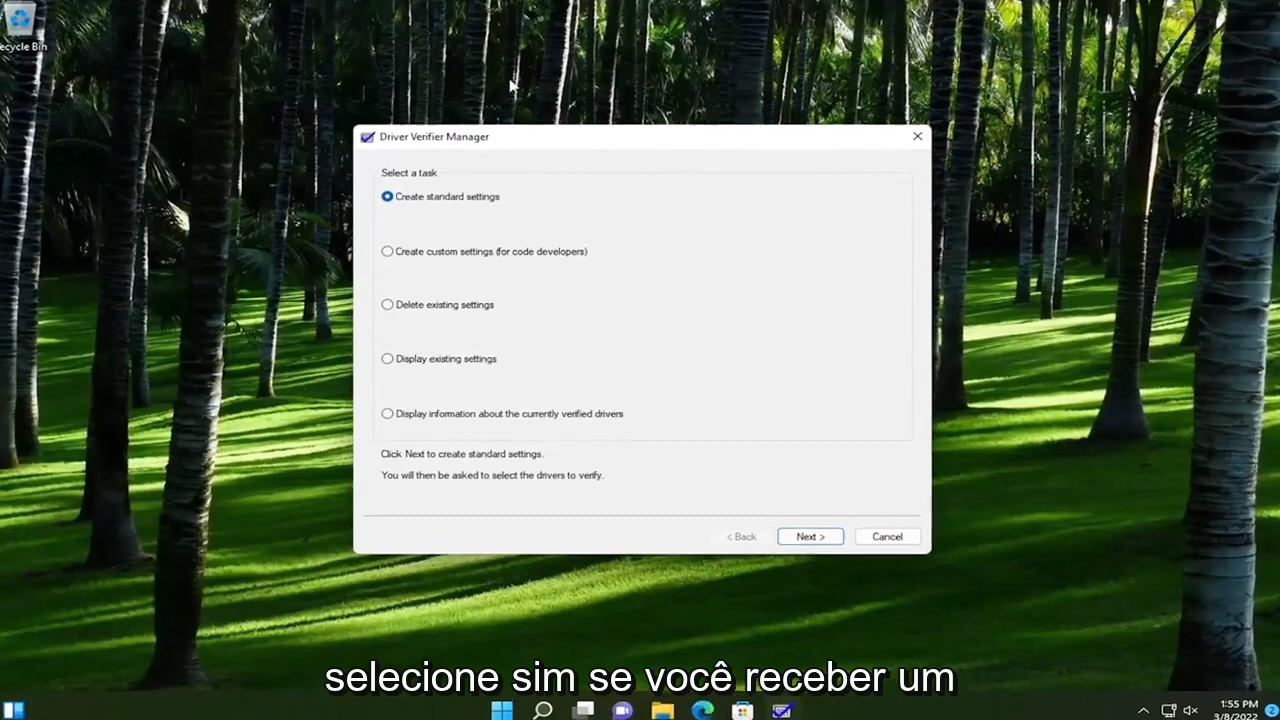 ecycle Bin
Driver Verifier Manager
Select a task
Create standard settings
Create custom settings (for code developers)
Delete existing settings
Display existing settings
Display information about the currently verified drivers
Click Next to create standard settings.
You will then be asked to select the drivers to verify.
< Back
Next >
Cancel
selecione sim se você receber um
1:55 PM
3/8/2022
2